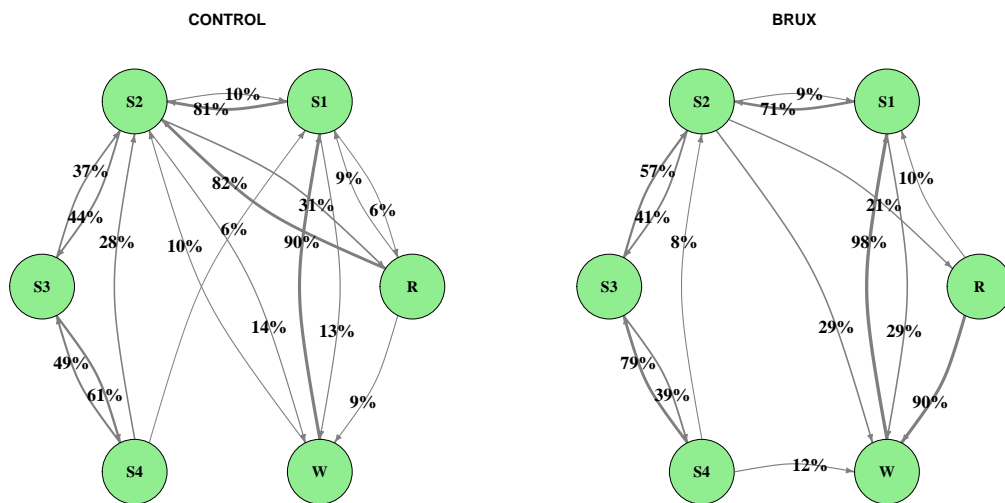 CONTROL
BRUX
S2
10%
81%
S1
S2
9%
71%
S1
37%
82%
9%
57%
10%
44%
31%
6%
41%
21%
28%
10%
6%
90%
8%
98%
S3
R
S3
R
14%
13%
29%
29%
49%
79%
61%
9%
39%
90%
S4
W
S4
12%
W